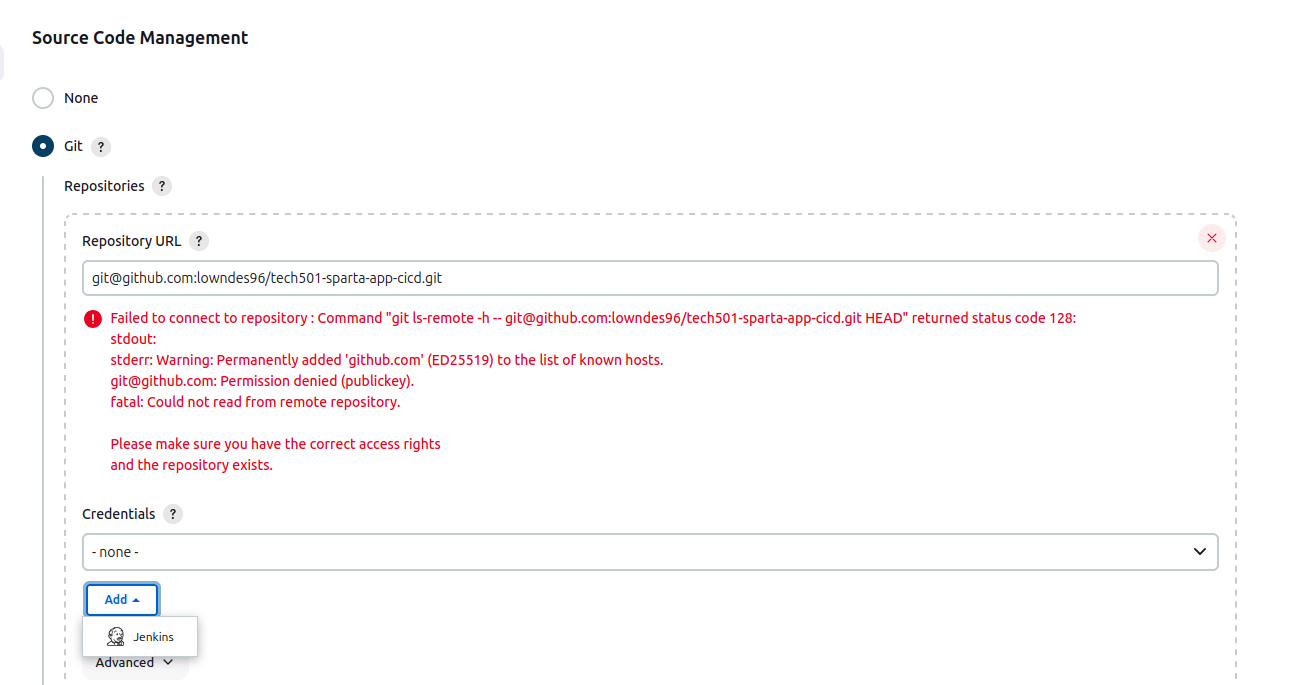 Source Code Management
None
Git ?
Repositories ?
Repository URL ?
git@github.com:lowndes96/tech501-sparta-app-cicd.git
Failed to connect to repository : Command "git ls-remote -h -- git@github.com:lowndes96/tech501-sparta-app-cicd.git HEAD" returned status code 128:
stdout:
stderr: Warning: Permanently added 'github.com' (ED25519) to the list of known hosts.
git@github.com: Permission denied (publickey).
fatal: Could not read from remote repository.
Please make sure you have the correct access rights
and the repository exists.
Credentials ?
- none -
Add
Jenkins
Advanced